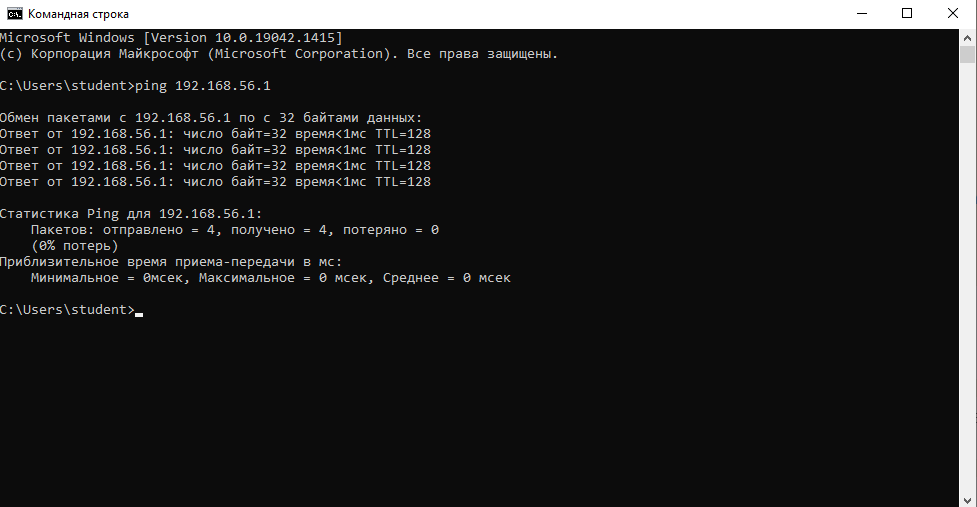 Командная строка
Microsoft Windows [Version 10.0.19042.1415]
(c) Корпорация Майкрософт (Microsoft Corporation). Все права защищены.
C:\Users\student>ping 192.168.56.1
Обмен пакетами с 192.168.56.1 по с 32 байтами данных:
Ответ от 192.168.56.1: число байт=32 время<1мс TTL=128
Ответ от 192.168.56.1: число байт=32 время<1мс TTL=128
Ответ от 192.168.56.1: число байт=32 время<1мс TTL=128
Ответ от 192.168.56.1: число байт=32 время<1мс TTL=128
Статистика Ping для 192.168.56.1:
Пакетов: отправлено = 4, получено = 4, потеряно = 0
(0% потерь)
Приблизительное время приема-передачи в мс:
Минимальное = 0мсек, Максимальное = 0 мсек, Среднее = 0 мсек
C:\Users\student>